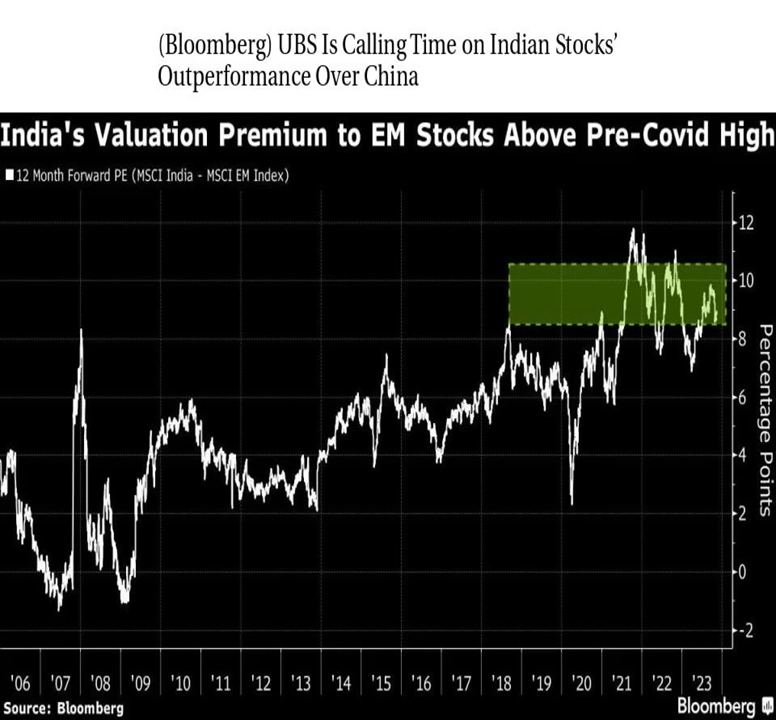 (Bloomberg) UBS Is Calling Time on Indian Stocks'
Outperformance Over China
India's Valuation Premium to EM Stocks Above Pre-Covid High
12 Month Forward PE (MSCI India - MSCI EM Index)
12
10
8
6
4
2
0
-2
Percentage Points
'06 '07 '08 '09 '10 '11 '12 '13 '14 '15 '16 '17 '18 '19 '20 '21 '22 '23
Source: Bloomberg
Bloomberg